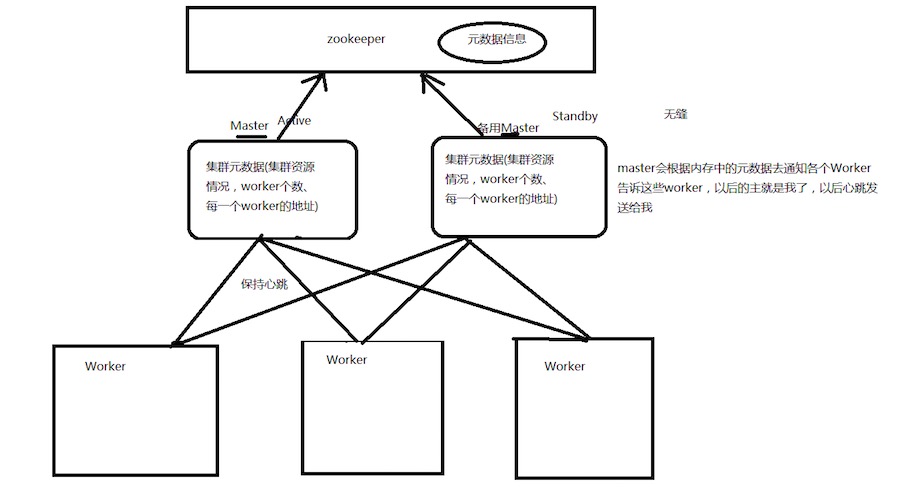 zookeeper
元数据信息
Master
Active
备用Master
Standby
无缝
集群元数据(集群资源
情况，worker个数、
每一个worker的地址)
集群元数据(集群资源
情况，worker个数、
每一个worker的地址)
master会根据内存中的元数据去通知各个Worker
告诉这些worker，以后的主就是我了，以后心跳发
送给我
保持心跳
Worker
Worker
Worker